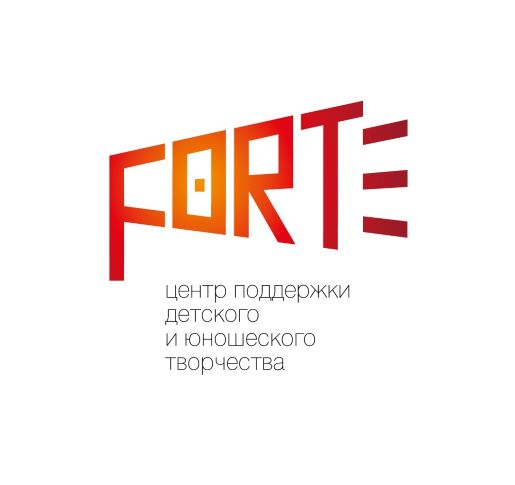 FORTE
центр поддержки
детского
и юношеского
творчества